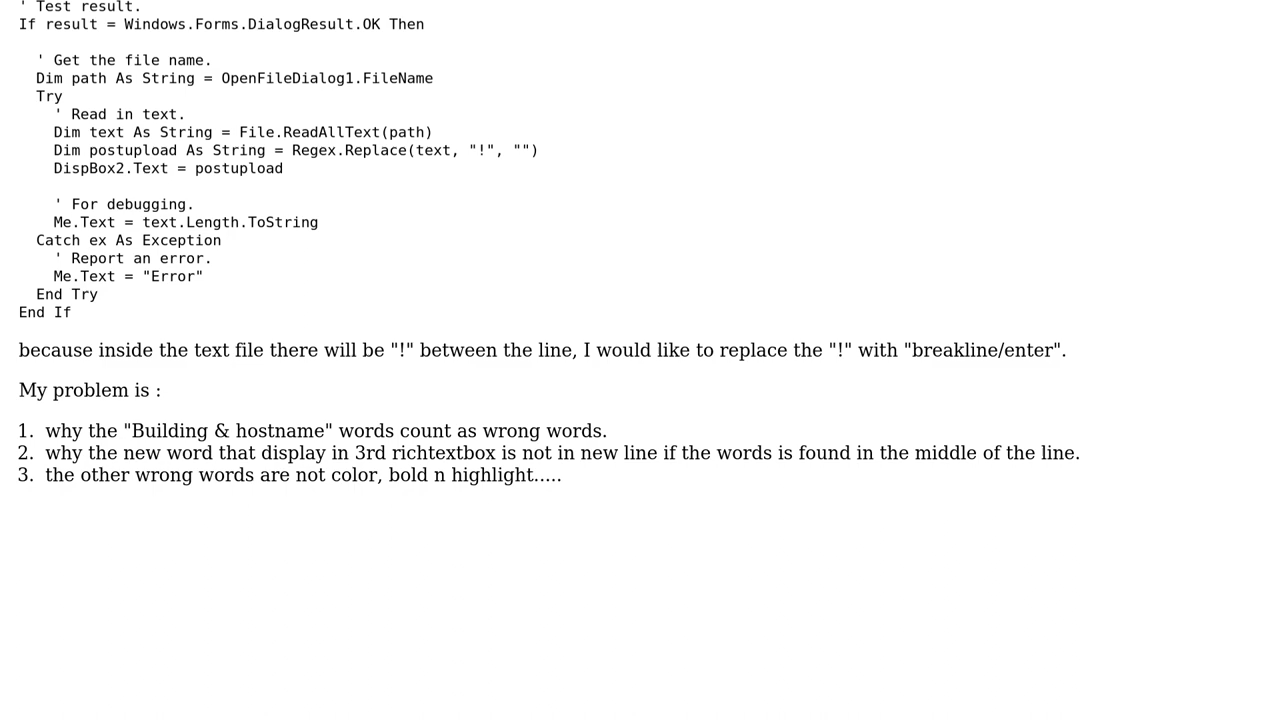 ' Test result.
If result = Windows.Forms.DialogResult.OK Then
' Get the file name.
Dim path As String = OpenFileDialog1.FileName
Try
' Read in text.
Dim text As String = File.ReadAllText(path)
Dim postupload As String = Regex.Replace(text, "!", "")
DispBox2.Text = postupload
' For debugging.
Me.Text = text.Length.ToString
Catch ex As Exception
' Report an error.
Me.Text = "Error"
End Try
End If
because inside the text file there will be "!" between the line, I would like to replace the "!" with "breakline/enter".
My problem is :
1. why the "Building & hostname" words count as wrong words.
2. why the new word that display in 3rd richtextbox is not in new line if the words is found in the middle of the line.
3. the other wrong words are not color, bold n highlight.....